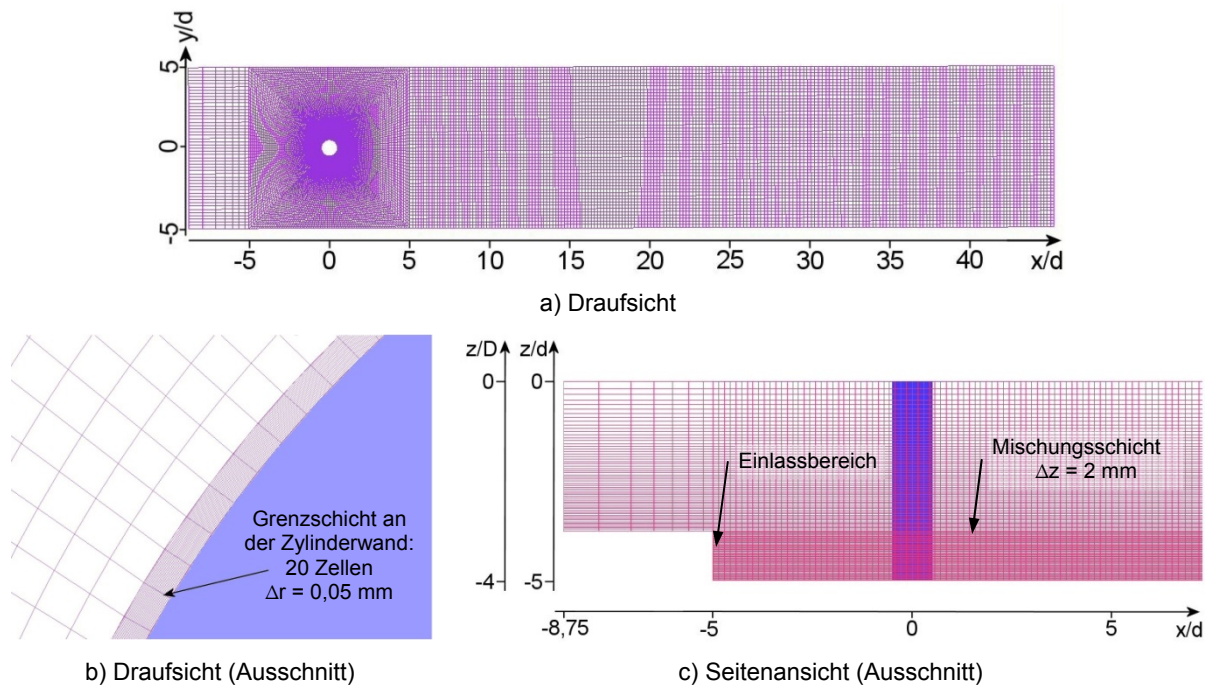 y/d
5
0
-5
-5 0 5 10 15 20 25 30 35 40 x/d
a) Draufsicht
Grenzschicht an
der Zylinderwand:
20 Zellen
Δr = 0,05 mm
b) Draufsicht (Ausschnitt)
z/D z/d
0 0
Einlassbereich
Mischungsschicht
Δz = 2 mm
-4 -5
-8,75 -5 0 5 x/d
c) Seitenansicht (Ausschnitt)